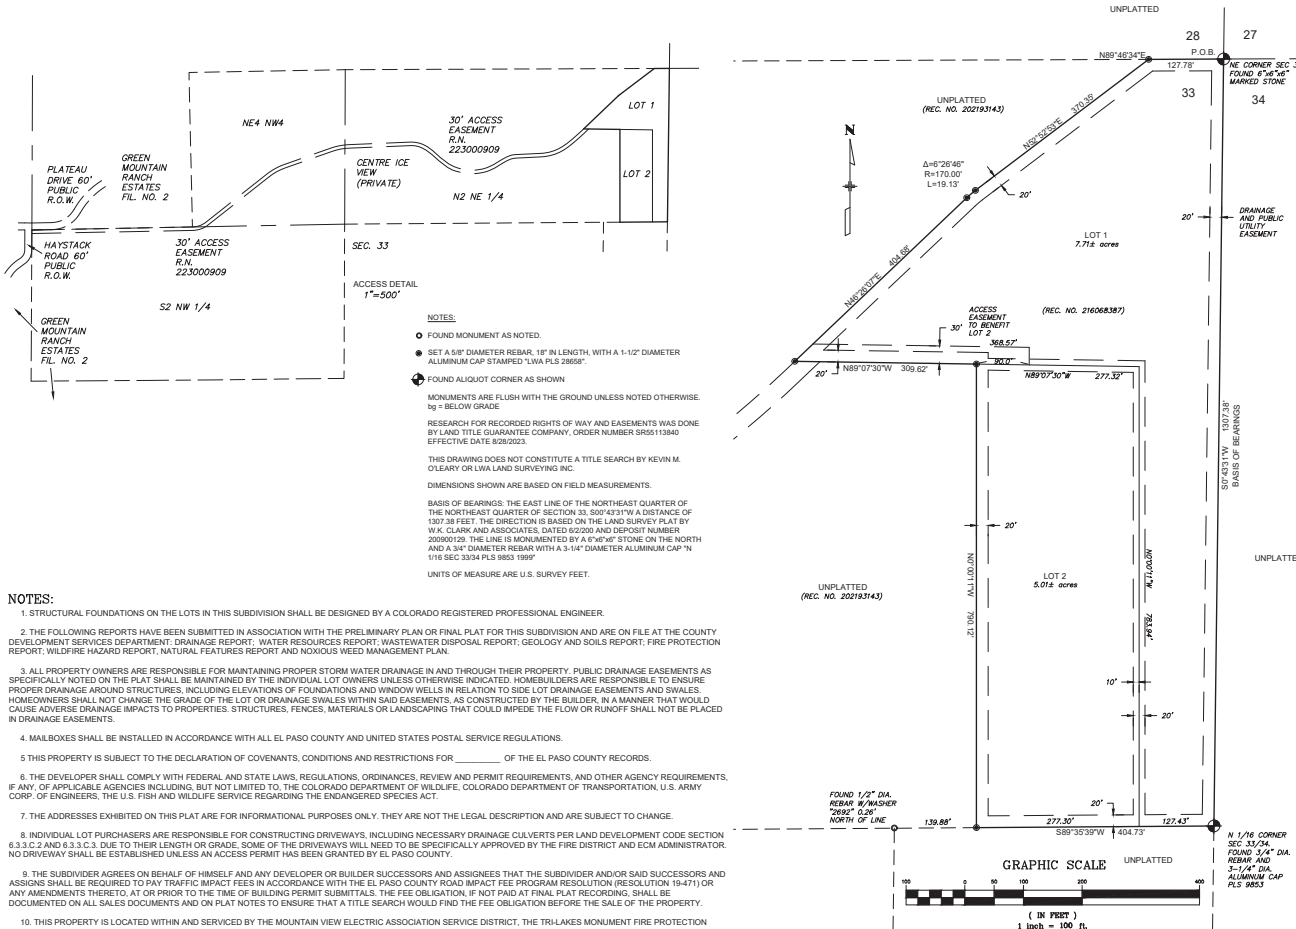 UNPLATTED
28
27
N89°46'34"E
P.O.B.
127.78'
NE CORNER SEC 3
FOUND 6"x6"x6"
MARKED STONE
33
34
LOT 1
NE4 NW4
30' ACCESS
EASEMENT
R.N.
223000909
UNPLATTED
(REC. NO. 202193143)
370.35'
N52°52'53"E
N
CENTRE ICE
VIEW
(PRIVATE)
PLATEAU
DRIVE 60'
PUBLIC
R.O.W.
GREEN
MOUNTAIN
RANCH
ESTATES
FIL. NO. 2
LOT 2
N2 NE 1/4
Δ=6°26'46"
R=170.00'
L=19.13'
20'
20'
DRAINAGE
AND PUBLIC
UTILITY
EASEMENT
LOT 1
7.71± acres
HAYSTACK
ROAD 60'
PUBLIC
R.O.W.
30' ACCESS
EASEMENT
R.N.
223000909
SEC. 33
ACCESS DETAIL
1"=500'
S2 NW 1/4
GREEN
MOUNTAIN
RANCH
ESTATES
FIL. NO. 2
N46°26'07"E 404.68'
ACCESS
EASEMENT
TO BENEFIT
LOT 2
(REC. NO. 216068387)
30'
368.57'
90.0'
20'
N89°07'30"W 309.62'
N89°07'30"W 277.32'
S0°43'31"W 1307.38'
BASIS OF BEARINGS
NOTES:
FOUND MONUMENT AS NOTED.
SET A 5/8" DIAMETER REBAR, 18" IN LENGTH, WITH A 1-1/2" DIAMETER
ALUMINUM CAP STAMPED "LWA PLS 28658".
FOUND ALIQUOT CORNER AS SHOWN
MONUMENTS ARE FLUSH WITH THE GROUND UNLESS NOTED OTHERWISE.
bg = BELOW GRADE
RESEARCH FOR RECORDED RIGHTS OF WAY AND EASEMENTS WAS DONE
BY LAND TITLE GUARANTEE COMPANY, ORDER NUMBER SR55113840
EFFECTIVE DATE 8/28/2023.
THIS DRAWING DOES NOT CONSTITUTE A TITLE SEARCH BY KEVIN M.
O'LEARY OR LWA LAND SURVEYING INC.
DIMENSIONS SHOWN ARE BASED ON FIELD MEASUREMENTS.
BASIS OF BEARINGS: THE EAST LINE OF THE NORTHEAST QUARTER OF
THE NORTHEAST QUARTER OF SECTION 33, S00°43'31"W A DISTANCE OF
1307.38 FEET. THE DIRECTION IS BASED ON THE LAND SURVEY PLAT BY
W.K. CLARK AND ASSOCIATES, DATED 6/2/200 AND DEPOSIT NUMBER
200900129. THE LINE IS MONUMENTED BY A 6"x6"x6" STONE ON THE NORTH
AND A 3/4" DIAMETER REBAR WITH A 3-1/4" DIAMETER ALUMINUM CAP "N
1/16 SEC 33/34 PLS 9853 1999"
UNITS OF MEASURE ARE U.S. SURVEY FEET.
20'
N0°00'11"W 790.12'
LOT 2
5.01± acres
N0°00'11"W 783.94'
UNPLATTE
UNPLATTED
(REC. NO. 202193143)
10'
20'
20'
FOUND 1/2" DIA.
REBAR W/WASHER
"2692" 0.26'
NORTH OF LINE
139.88'
277.30'
127.43'
S89°35'39"W 404.73'
N 1/16 CORNER
SEC 33/34.
FOUND 3/4" DIA.
REBAR AND
3-1/4" DIA.
ALUMINUM CAP
PLS 9853
GRAPHIC SCALE
UNPLATTED
100 0 50 100 200 400
( IN FEET )
1 inch = 100 ft.
NOTES:
1. STRUCTURAL FOUNDATIONS ON THE LOTS IN THIS SUBDIVISION SHALL BE DESIGNED BY A COLORADO REGISTERED PROFESSIONAL ENGINEER.
2. THE FOLLOWING REPORTS HAVE BEEN SUBMITTED IN ASSOCIATION WITH THE PRELIMINARY PLAN OR FINAL PLAT FOR THIS SUBDIVISION AND ARE ON FILE AT THE COUNTY
DEVELOPMENT SERVICES DEPARTMENT: DRAINAGE REPORT; WATER RESOURCES REPORT; WASTEWATER DISPOSAL REPORT; GEOLOGY AND SOILS REPORT; FIRE PROTECTION
REPORT; WILDFIRE HAZARD REPORT, NATURAL FEATURES REPORT AND NOXIOUS WEED MANAGEMENT PLAN.
3. ALL PROPERTY OWNERS ARE RESPONSIBLE FOR MAINTAINING PROPER STORM WATER DRAINAGE IN AND THROUGH THEIR PROPERTY. PUBLIC DRAINAGE EASEMENTS AS
SPECIFICALLY NOTED ON THE PLAT SHALL BE MAINTAINED BY THE INDIVIDUAL LOT OWNERS UNLESS OTHERWISE INDICATED. HOMEBUILDERS ARE RESPONSIBLE TO ENSURE
PROPER DRAINAGE AROUND STRUCTURES, INCLUDING ELEVATIONS OF FOUNDATIONS AND WINDOW WELLS IN RELATION TO SIDE LOT DRAINAGE EASEMENTS AND SWALES.
HOMEOWNERS SHALL NOT CHANGE THE GRADE OF THE LOT OR DRAINAGE SWALES WITHIN SAID EASEMENTS, AS CONSTRUCTED BY THE BUILDER, IN A MANNER THAT WOULD
CAUSE ADVERSE DRAINAGE IMPACTS TO PROPERTIES. STRUCTURES, FENCES, MATERIALS OR LANDSCAPING THAT COULD IMPEDE THE FLOW OR RUNOFF SHALL NOT BE PLACED
IN DRAINAGE EASEMENTS.
4. MAILBOXES SHALL BE INSTALLED IN ACCORDANCE WITH ALL EL PASO COUNTY AND UNITED STATES POSTAL SERVICE REGULATIONS.
5 THIS PROPERTY IS SUBJECT TO THE DECLARATION OF COVENANTS, CONDITIONS AND RESTRICTIONS FOR __________ OF THE EL PASO COUNTY RECORDS.
6. THE DEVELOPER SHALL COMPLY WITH FEDERAL AND STATE LAWS, REGULATIONS, ORDINANCES, REVIEW AND PERMIT REQUIREMENTS, AND OTHER AGENCY REQUIREMENTS,
IF ANY, OF APPLICABLE AGENCIES INCLUDING, BUT NOT LIMITED TO, THE COLORADO DEPARTMENT OF WILDLIFE, COLORADO DEPARTMENT OF TRANSPORTATION, U.S. ARMY
CORP. OF ENGINEERS, THE U.S. FISH AND WILDLIFE SERVICE REGARDING THE ENDANGERED SPECIES ACT.
7. THE ADDRESSES EXHIBITED ON THIS PLAT ARE FOR INFORMATIONAL PURPOSES ONLY. THEY ARE NOT THE LEGAL DESCRIPTION AND ARE SUBJECT TO CHANGE.
8. INDIVIDUAL LOT PURCHASERS ARE RESPONSIBLE FOR CONSTRUCTING DRIVEWAYS, INCLUDING NECESSARY DRAINAGE CULVERTS PER LAND DEVELOPMENT CODE SECTION
6.3.3.C.2 AND 6.3.3.C.3. DUE TO THEIR LENGTH OR GRADE, SOME OF THE DRIVEWAYS WILL NEED TO BE SPECIFICALLY APPROVED BY THE FIRE DISTRICT AND ECM ADMINISTRATOR.
NO DRIVEWAY SHALL BE ESTABLISHED UNLESS AN ACCESS PERMIT HAS BEEN GRANTED BY EL PASO COUNTY.
9. THE SUBDIVIDER AGREES ON BEHALF OF HIMSELF AND ANY DEVELOPER OR BUILDER SUCCESSORS AND ASSIGNEES THAT THE SUBDIVIDER AND/OR SAID SUCCESSORS AND
ASSIGNS SHALL BE REQUIRED TO PAY TRAFFIC IMPACT FEES IN ACCORDANCE WITH THE EL PASO COUNTY ROAD IMPACT FEE PROGRAM RESOLUTION (RESOLUTION 19-471) OR
ANY AMENDMENTS THERETO, AT OR PRIOR TO THE TIME OF BUILDING PERMIT SUBMITTALS. THE FEE OBLIGATION, IF NOT PAID AT FINAL PLAT RECORDING, SHALL BE
DOCUMENTED ON ALL SALES DOCUMENTS AND ON PLAT NOTES TO ENSURE THAT A TITLE SEARCH WOULD FIND THE FEE OBLIGATION BEFORE THE SALE OF THE PROPERTY.
10. THIS PROPERTY IS LOCATED WITHIN AND SERVICED BY THE MOUNTAIN VIEW ELECTRIC ASSOCIATION SERVICE DISTRICT, THE TRI-LAKES MONUMENT FIRE PROTECTION